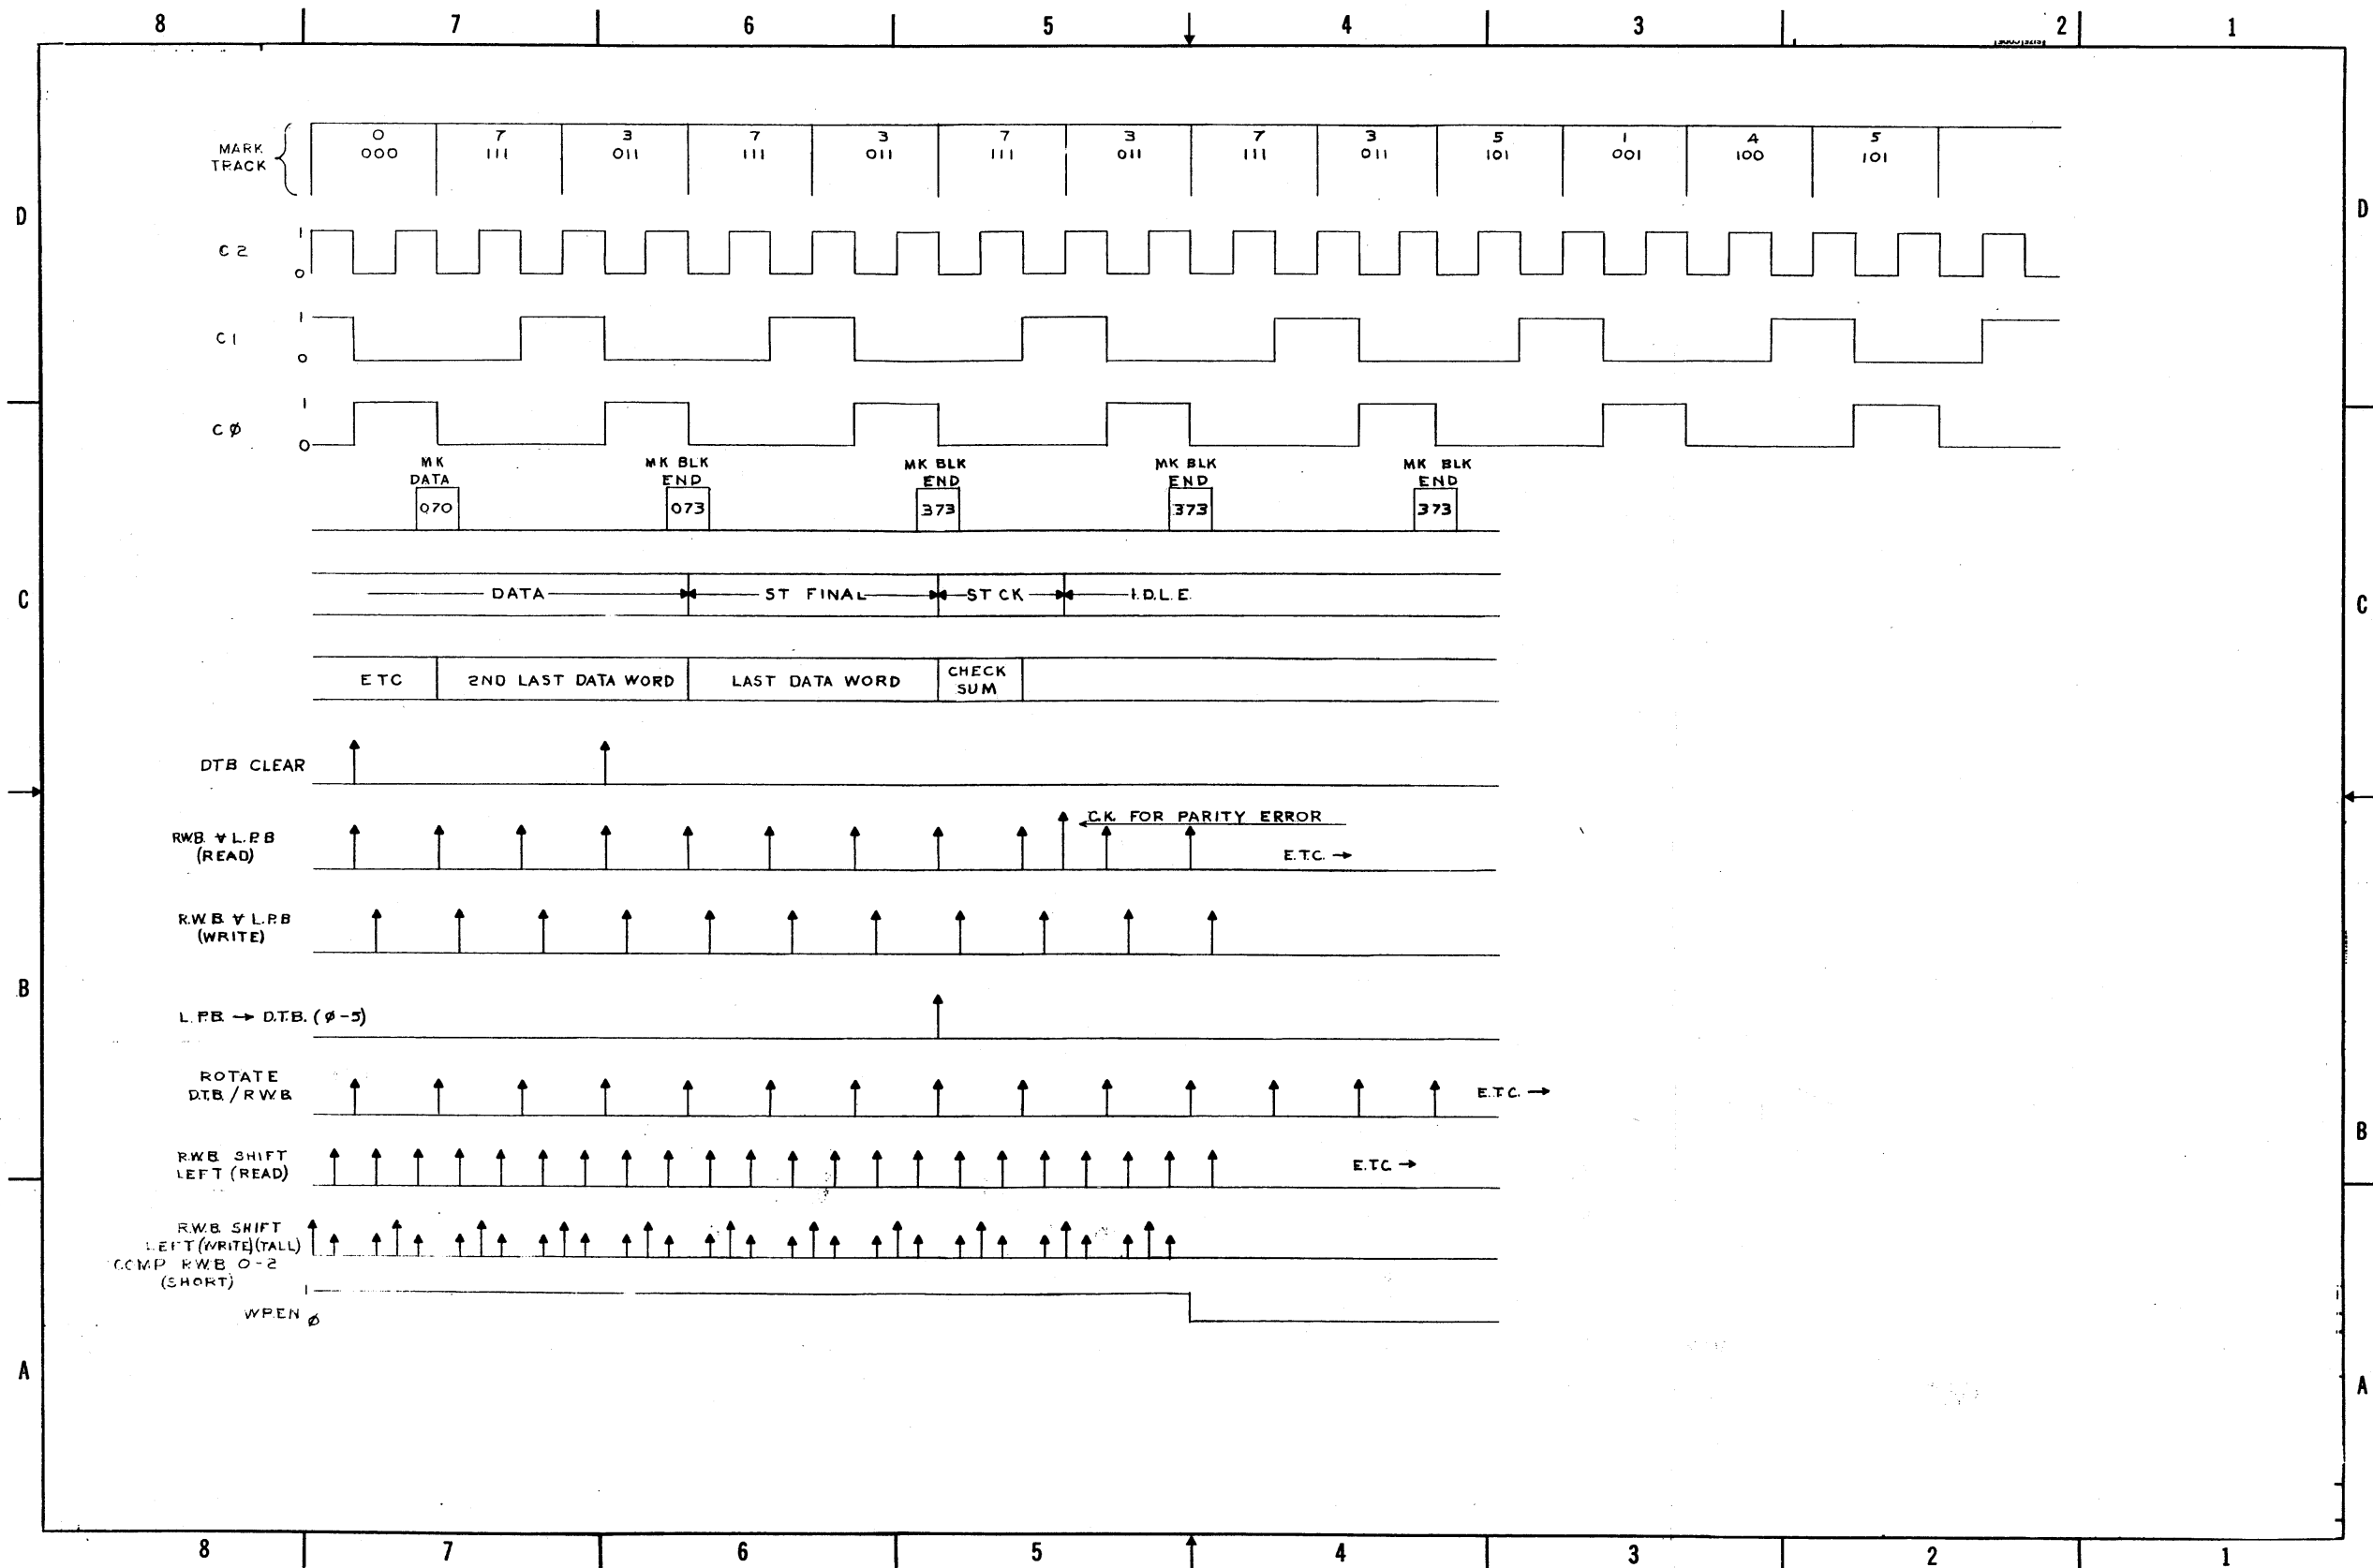 8 7 6 5 4 3 2 1
MARK TRACK
0 7 3 7 3 7 3 7 3 5 1 4 5
000 111 011 111 011 111 011 111 011 101 001 100 101
D D
C2
1
0
C1
1
0
CØ
1
0
MK DATA
070
MK BLK END
073
MK BLK END
373
MK BLK END
373
MK BLK END
373
C C
DATA ST FINAL ST CK I.D.L.E.
ETC 2ND LAST DATA WORD LAST DATA WORD CHECK SUM
DTB CLEAR
R.W.B. ∀ L.P.B
(READ)
C.K. FOR PARITY ERROR
E.T.C. →
R.W.B. ∀ L.P.B
(WRITE)
B
L.P.B. → D.T.B. (Ø-5)
ROTATE
D.T.B. / R.W.B.
E.T.C. →
B
R.W.B. SHIFT
LEFT (READ)
E.T.C. →
R.W.B. SHIFT
LEFT (WRITE)(TALL)
COMP R.W.B 0-2
(SHORT)
1
WR.EN Ø
A A
8 7 6 5 4 3 2 1